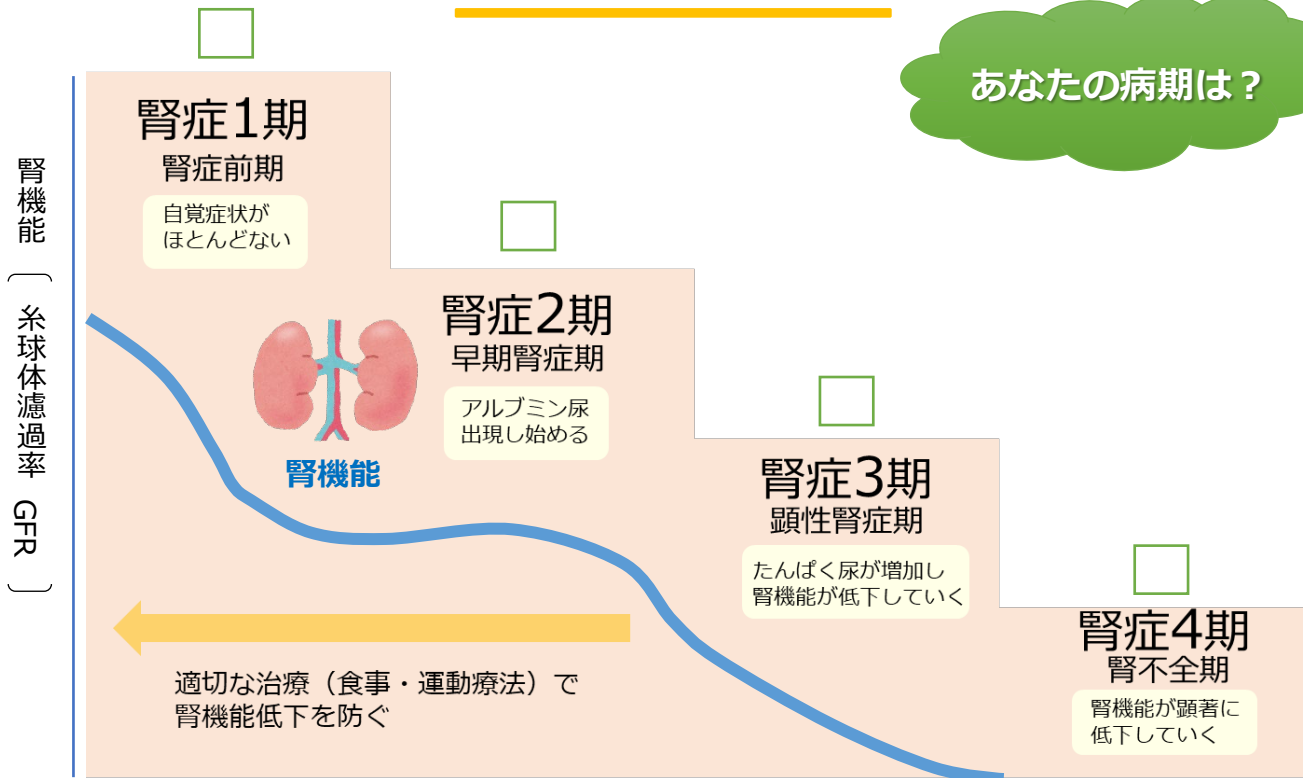 あなたの病期は？
腎機能
〔糸球体濾過率 GFR〕
腎症1期
腎症前期
自覚症状が
ほとんどない
腎症2期
早期腎症期
アルブミン尿
出現し始める
腎機能
腎症3期
顕性腎症期
たんぱく尿が増加し
腎機能が低下していく
腎症4期
腎不全期
腎機能が顕著に
低下していく
適切な治療（食事・運動療法）で
腎機能低下を防ぐ